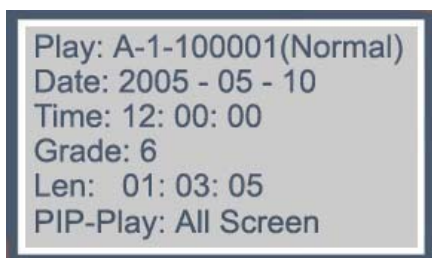 Play: A-1-100001(Normal)
Date: 2005 - 05 - 10
Time: 12: 00: 00
Grade: 6
Len: 01: 03: 05
PIP-Play: All Screen